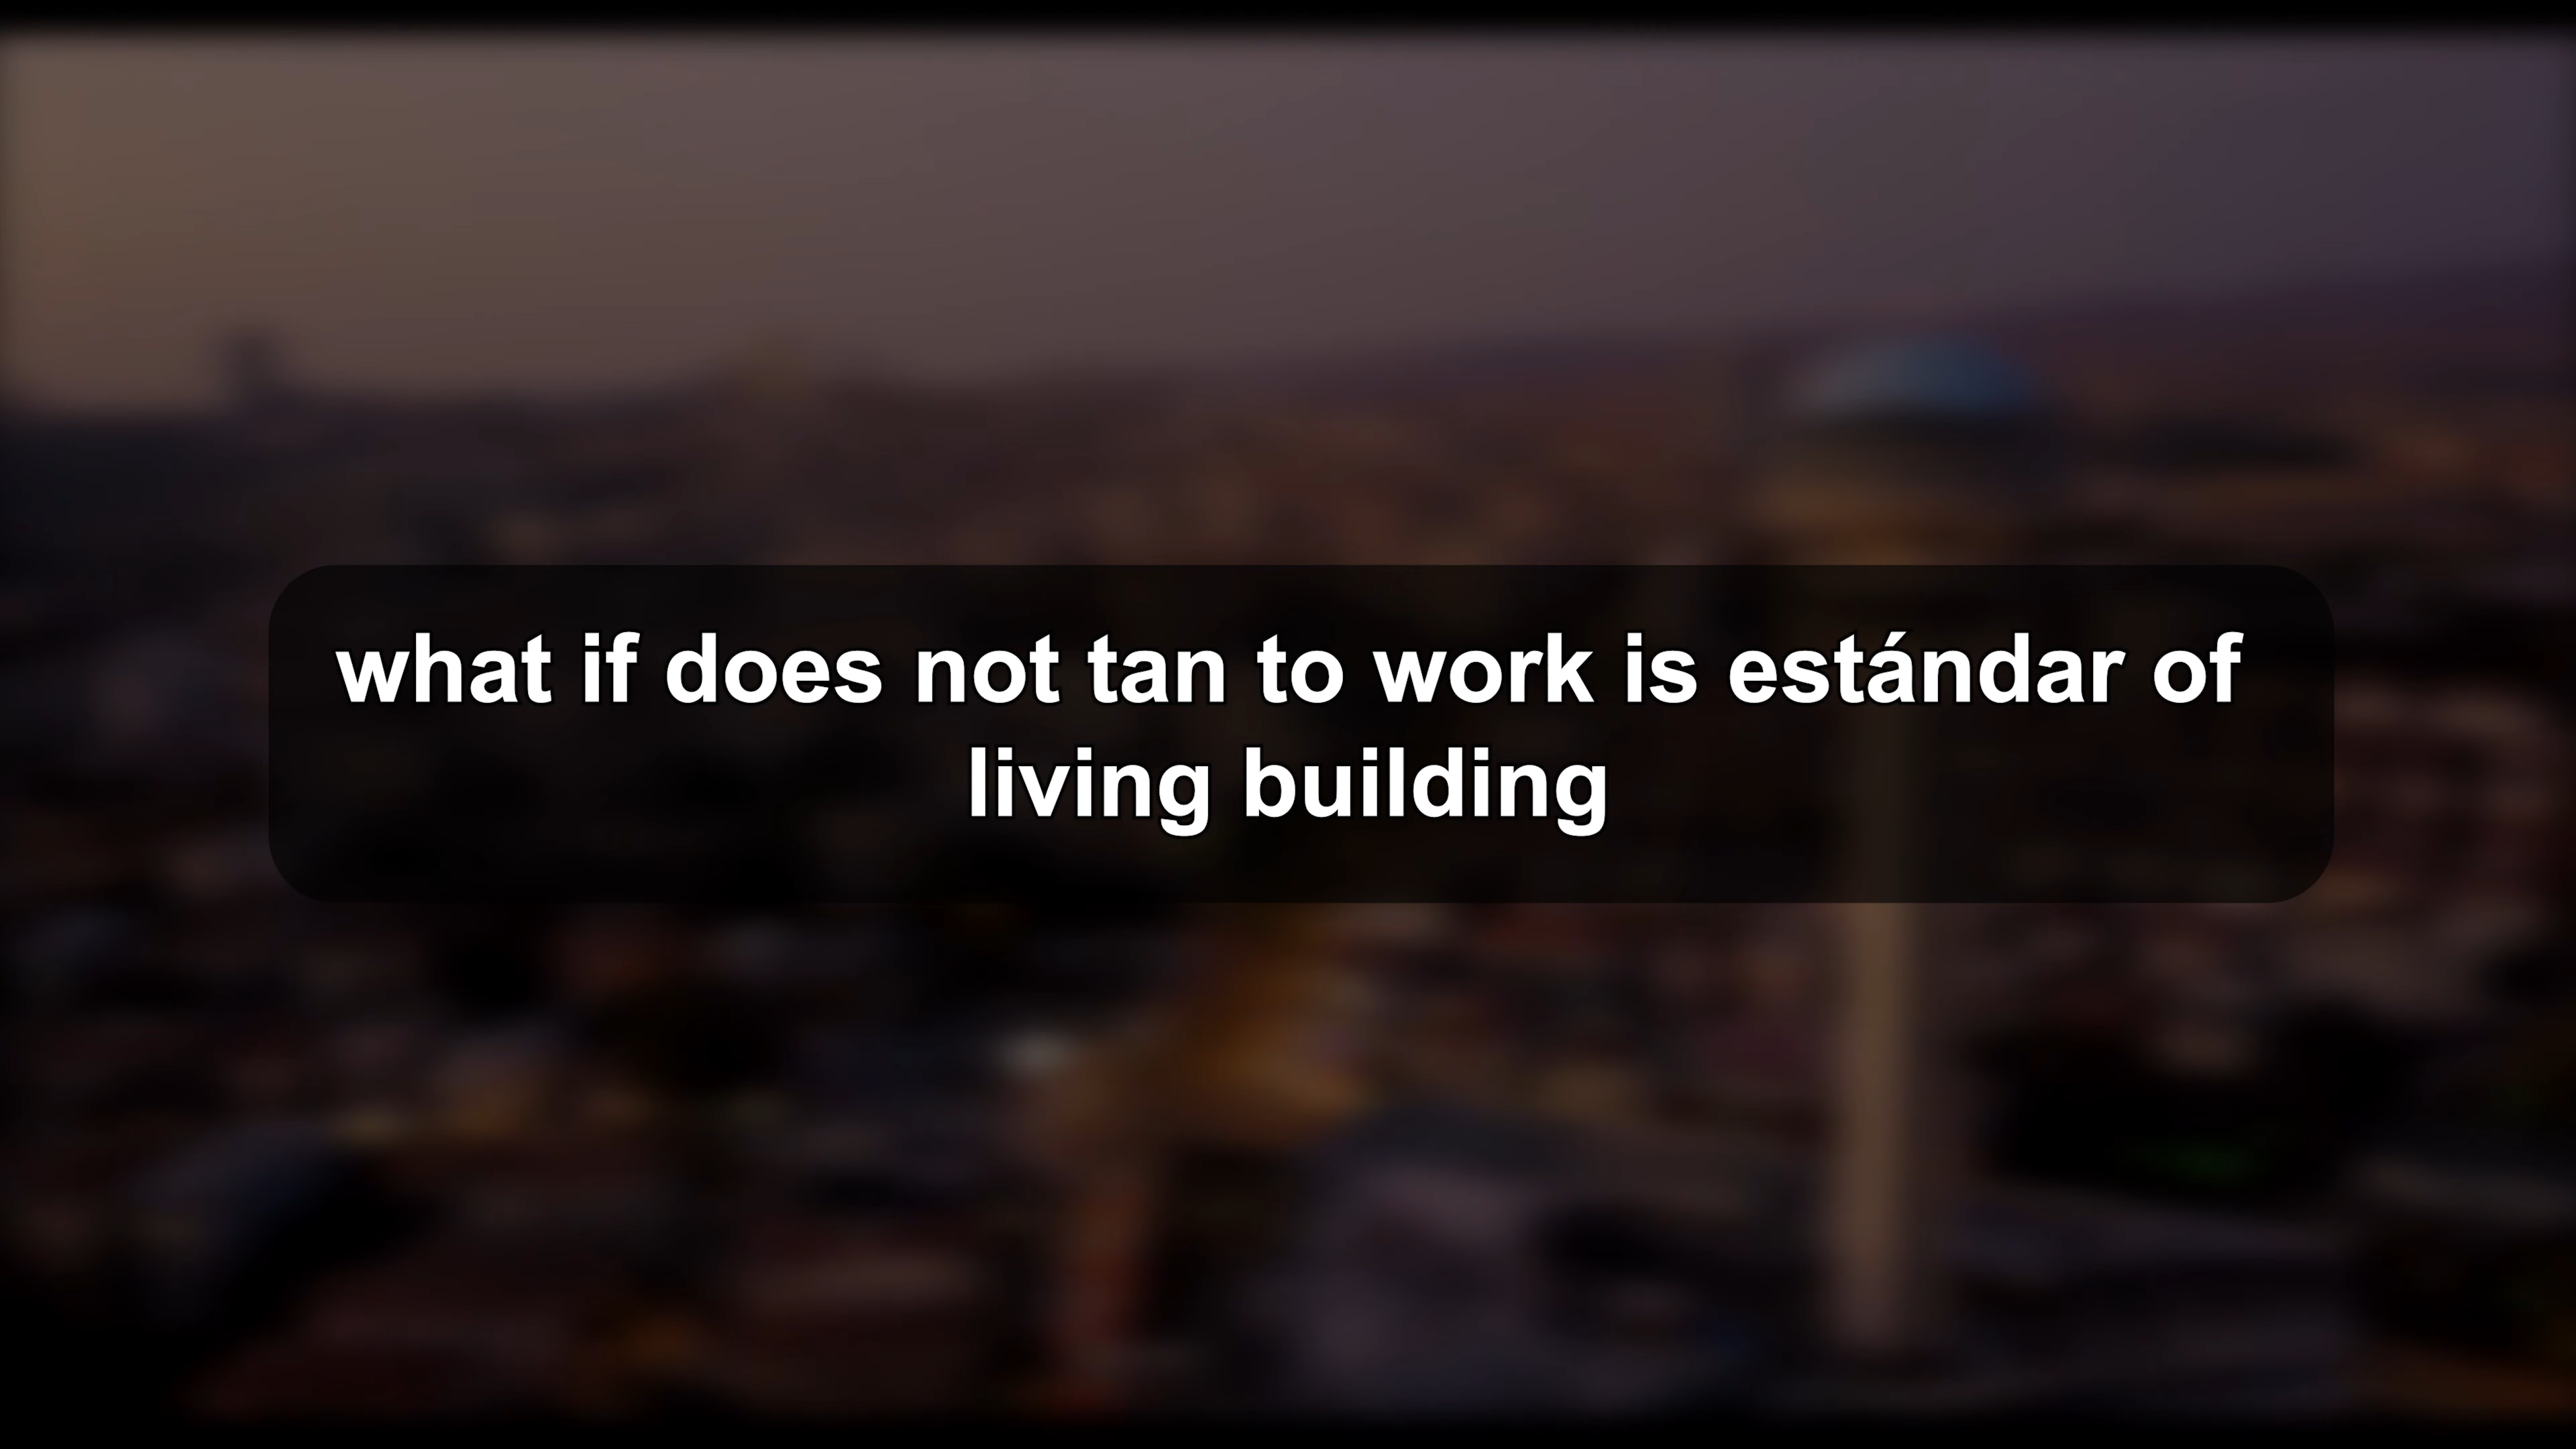 what if does not tan to work is estándar of
living building